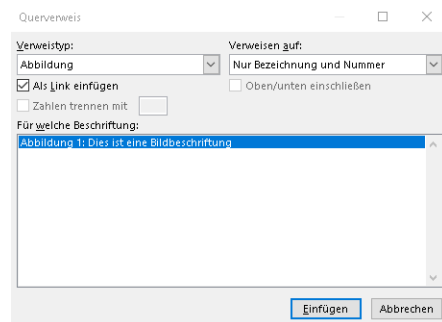 Querverweis
Verweistyp: Verweisen auf:
Abbildung Nur Bezeichnung und Nummer
Als Link einfügen Oben/unten einschließen
Zahlen trennen mit
Für welche Beschriftung:
Abbildung 1: Dies ist eine Bildbeschriftung
Einfügen Abbrechen